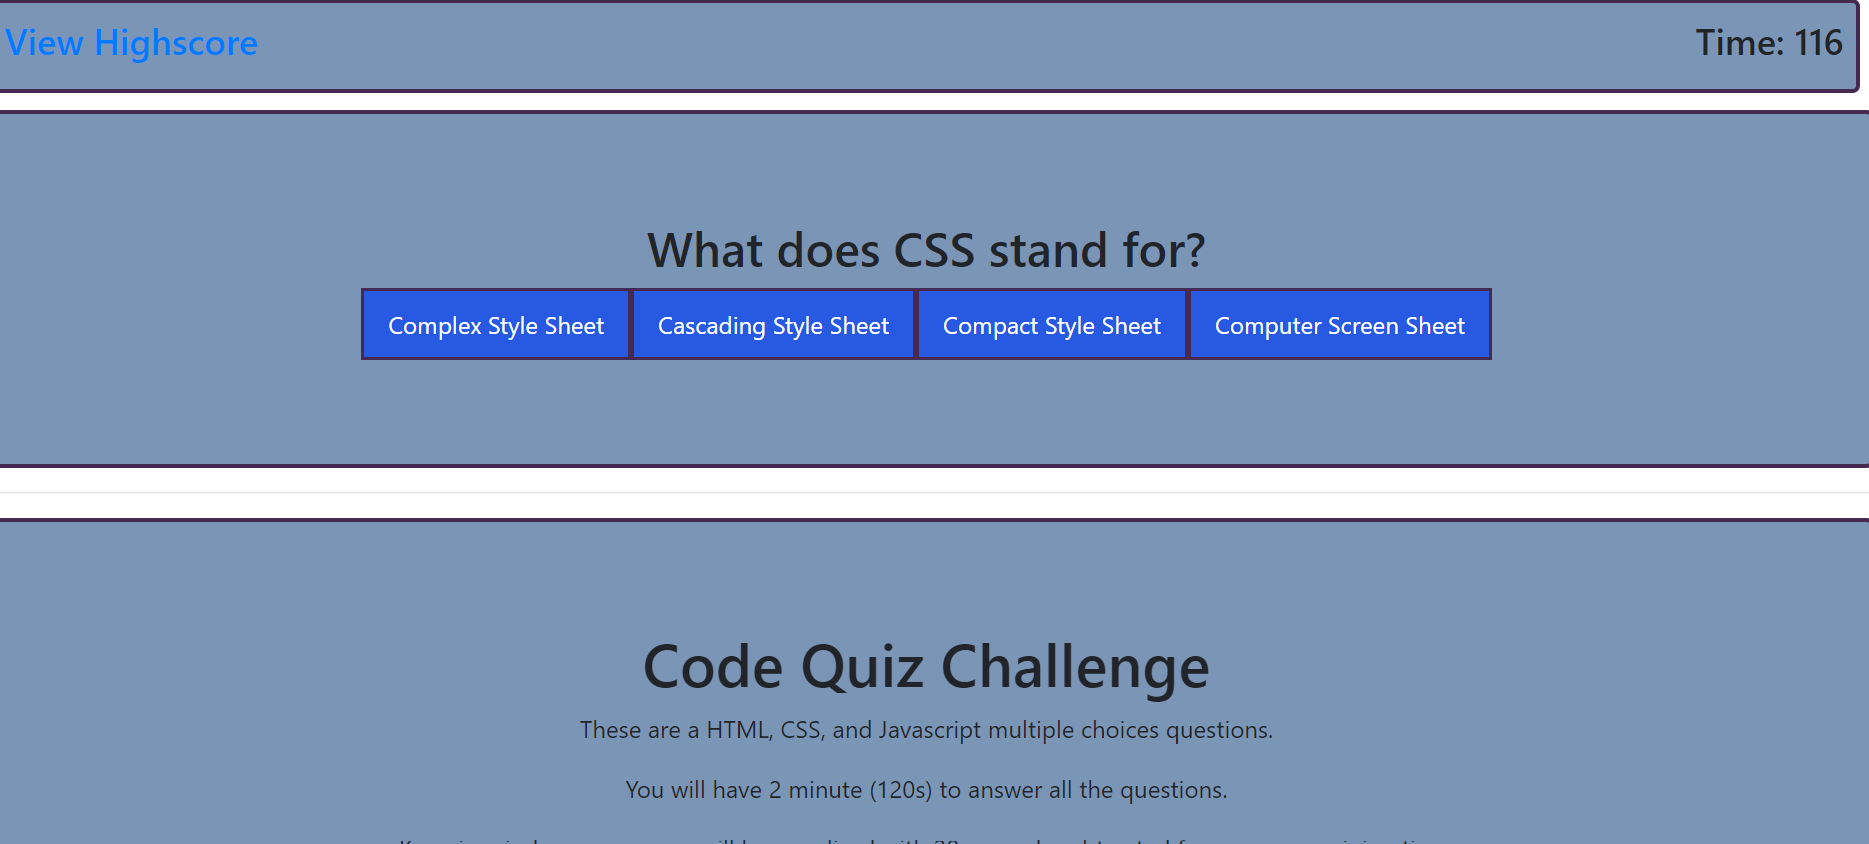 View Highscore
Time: 116
What does CSS stand for?
Complex Style Sheet
Cascading Style Sheet
Compact Style Sheet
Computer Screen Sheet
Code Quiz Challenge
These are a HTML, CSS, and Javascript multiple choices questions.
You will have 2 minute (120s) to answer all the questions.